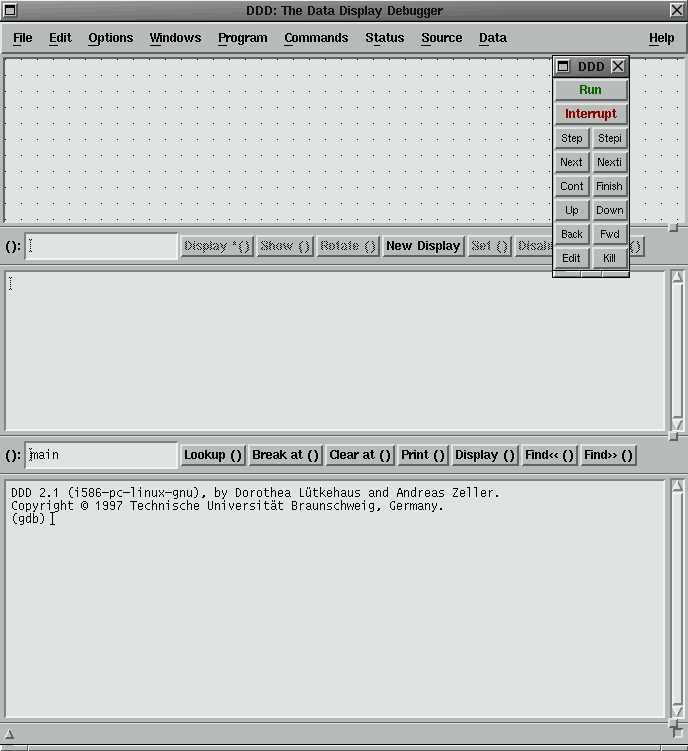 DDD: The Data Display Debugger
File Edit Options Windows Program Commands Status Source Data Help
DDD
Run
Interrupt
Step Stepi
Next Nexti
Cont Finish
Up Down
Back Fwd
Edit Kill
(): Display *() Show () Rotate () New Display Set () ()
(): main Lookup () Break at () Clear at () Print () Display () Find<< () Find>> ()
DDD 2.1 (i586-pc-linux-gnu), by Dorothea Lütkehaus and Andreas Zeller.
Copyright © 1997 Technische Universität Braunschweig, Germany.
(gdb)